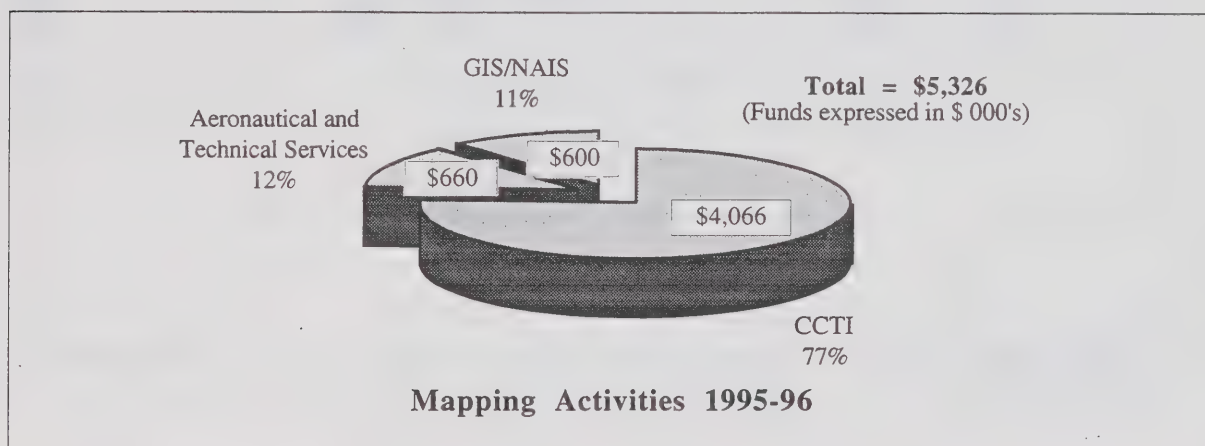 GIS/NAIS
11%
Total = $5,326
(Funds expressed in $ 000's)
Aeronautical and
Technical Services
12%
$600
$660
$4,066
CCTI
77%
Mapping Activities 1995-96